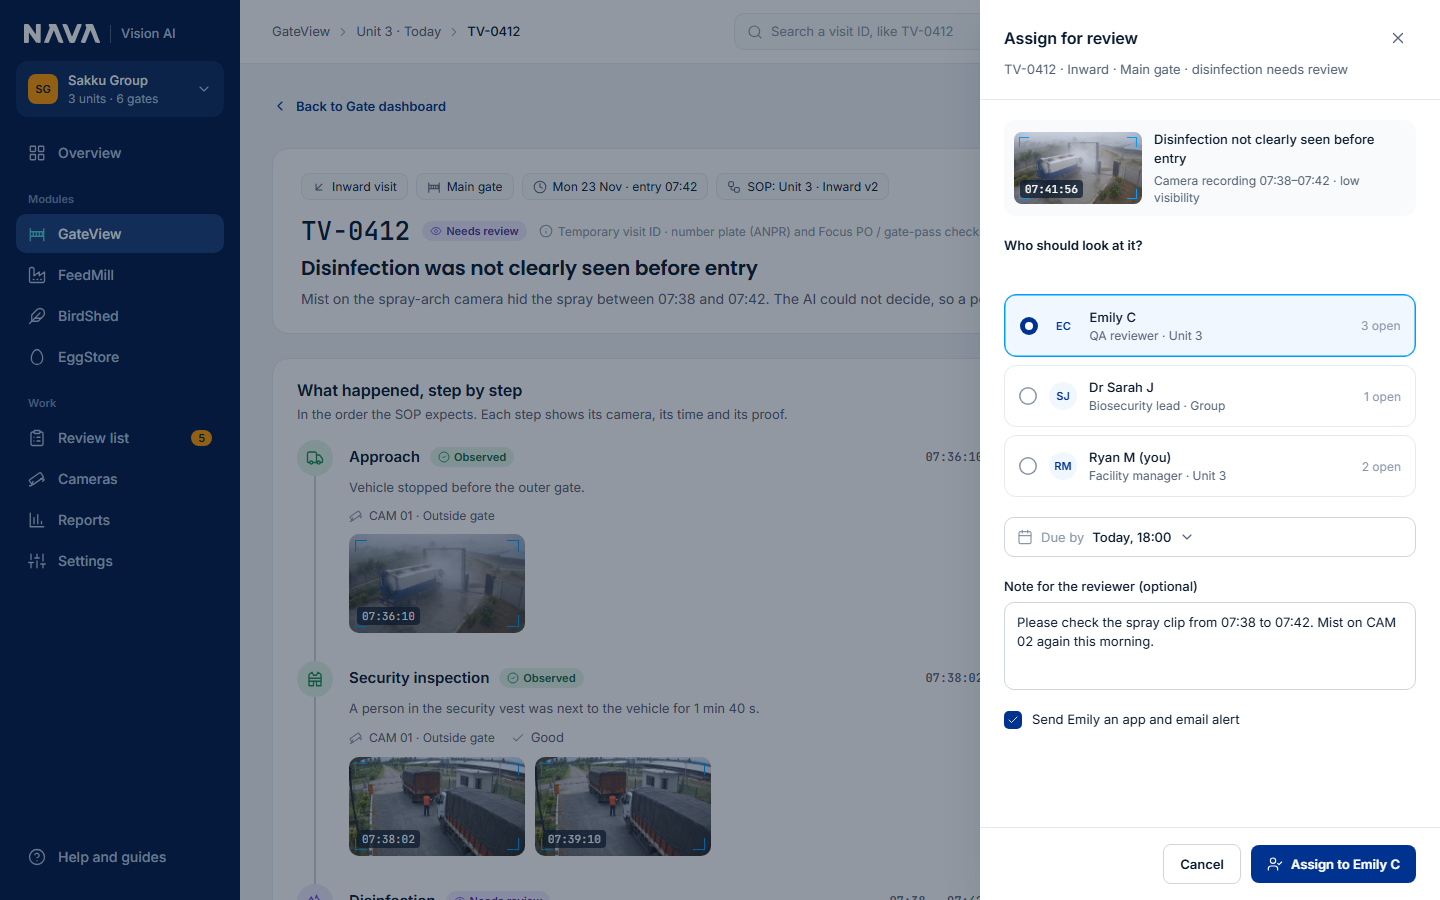 NAVA Vision AI
SG
Sakku Group
3 units · 6 gates
Overview
Modules
GateView
FeedMill
BirdShed
EggStore
Work
Review list 5
Cameras
Reports
Settings
Help and guides
GateView > Unit 3 · Today > TV-0412
Search a visit ID, like TV-0412
Back to Gate dashboard
Inward visit
Main gate
Mon 23 Nov · entry 07:42
SOP: Unit 3 · Inward v2
TV-0412 Needs review Temporary visit ID · number plate (ANPR) and Focus PO / gate-pass check
Disinfection was not clearly seen before entry
Mist on the spray-arch camera hid the spray between 07:38 and 07:42. The AI could not decide, so a
What happened, step by step
In the order the SOP expects. Each step shows its camera, its time and its proof.
Approach Observed 07:36:10
Vehicle stopped before the outer gate.
CAM 01 · Outside gate
07:36:10
Security inspection Observed 07:38:02
A person in the security vest was next to the vehicle for 1 min 40 s.
CAM 01 · Outside gate Good
07:38:02
07:39:10
Disinfection Needs review
Assign for review
TV-0412 · Inward · Main gate · disinfection needs review
07:41:56
Disinfection not clearly seen before
entry
Camera recording 07:38–07:42 · low
visibility
Who should look at it?
EC
Emily C
QA reviewer · Unit 3
3 open
SJ
Dr Sarah J
Biosecurity lead · Group
1 open
RM
Ryan M (you)
Facility manager · Unit 3
2 open
Due by Today, 18:00
Note for the reviewer (optional)
Please check the spray clip from 07:38 to 07:42. Mist on CAM
02 again this morning.
Send Emily an app and email alert
Cancel
Assign to Emily C